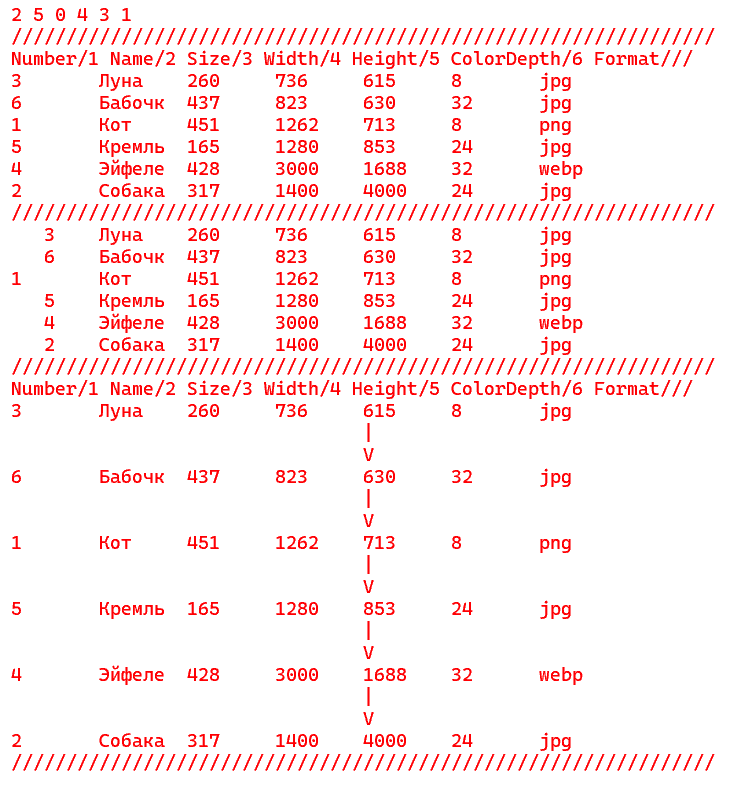 2 5 0 4 3 1
////////////////////////////////////////////////////////////////
Number/1 Name/2 Size/3 Width/4 Height/5 ColorDepth/6 Format///
3       Луна    260     736     615     8       jpg
6       Бабочк  437     823     630     32      jpg
1       Кот     451     1262    713     8       png
5       Кремль  165     1280    853     24      jpg
4       Эйфеле  428     3000    1688    32      webp
2       Собака  317     1400    4000    24      jpg
////////////////////////////////////////////////////////////////
   3    Луна    260     736     615     8       jpg
   6    Бабочк  437     823     630     32      jpg
1       Кот     451     1262    713     8       png
   5    Кремль  165     1280    853     24      jpg
   4    Эйфеле  428     3000    1688    32      webp
   2    Собака  317     1400    4000    24      jpg
////////////////////////////////////////////////////////////////
Number/1 Name/2 Size/3 Width/4 Height/5 ColorDepth/6 Format///
3       Луна    260     736     615     8       jpg
                                |
                                V
6       Бабочк  437     823     630     32      jpg
                                |
                                V
1       Кот     451     1262    713     8       png
                                |
                                V
5       Кремль  165     1280    853     24      jpg
                                |
                                V
4       Эйфеле  428     3000    1688    32      webp
                                |
                                V
2       Собака  317     1400    4000    24      jpg
////////////////////////////////////////////////////////////////